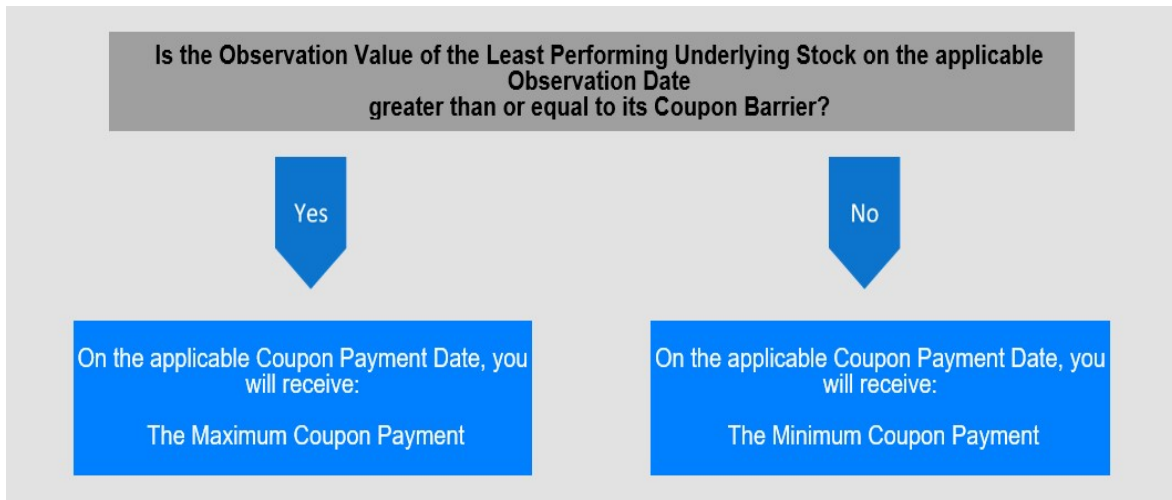 Is the Observation Value of the Least Performing Underlying Stock on the applicable
Observation Date
greater than or equal to its Coupon Barrier?
Yes
No
On the applicable Coupon Payment Date, you
will receive:
The Maximum Coupon Payment
On the applicable Coupon Payment Date, you
will receive:
The Minimum Coupon Payment